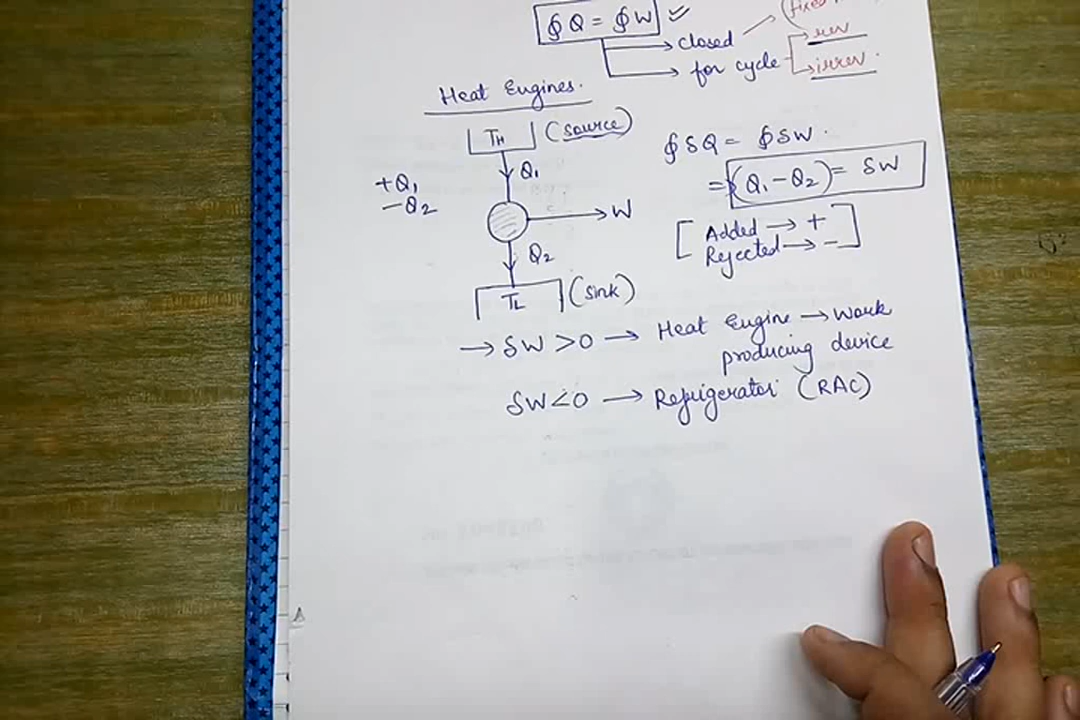 ∮Q = ∮W ✓
closed
fixed
for cycle
rev
irrev.
Heat Engines.
TH (source)
Q1
+Q1
-Q2
W
Q2
TL (sink)
∮δQ = ∮δW.
= (Q1 - Q2) = δW
[Added → +
Rejected → -]
→ δW > 0 → Heat Engine → Work
producing device
δW < 0 → Refrigerator (RAC)